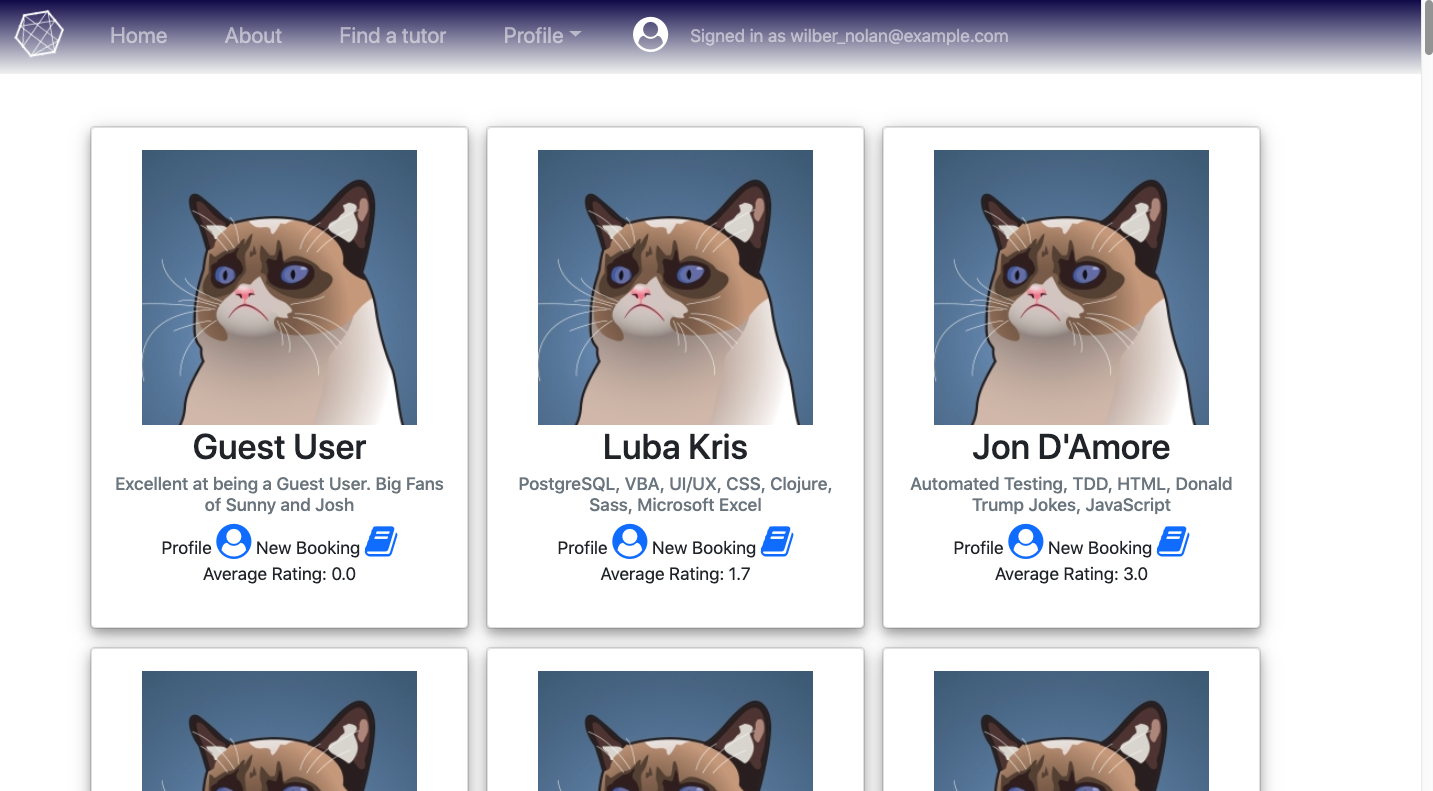 Home About Find a tutor Profile Signed in as wilber_nolan@example.com
Guest User
Excellent at being a Guest User. Big Fans
of Sunny and Josh
Profile New Booking
Average Rating: 0.0
Luba Kris
PostgreSQL, VBA, UI/UX, CSS, Clojure,
Sass, Microsoft Excel
Profile New Booking
Average Rating: 1.7
Jon D'Amore
Automated Testing, TDD, HTML, Donald
Trump Jokes, JavaScript
Profile New Booking
Average Rating: 3.0